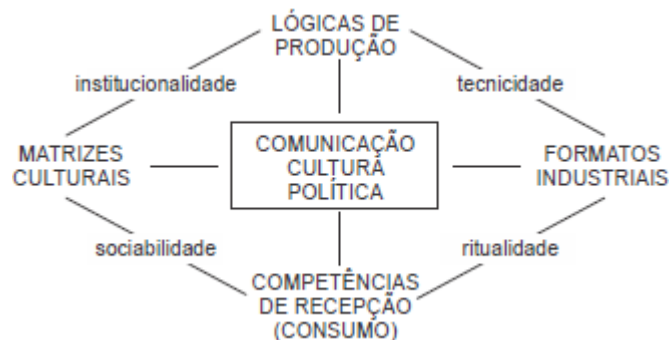 LÓGICAS DE
PRODUÇÃO
institucionalidade
tecnicidade
MATRIZES
CULTURAIS
COMUNICAÇÃO
CULTURA
POLÍTICA
FORMATOS
INDUSTRIAIS
sociabilidade
ritualidade
COMPETÊNCIAS
DE RECEPÇÃO
(CONSUMO)